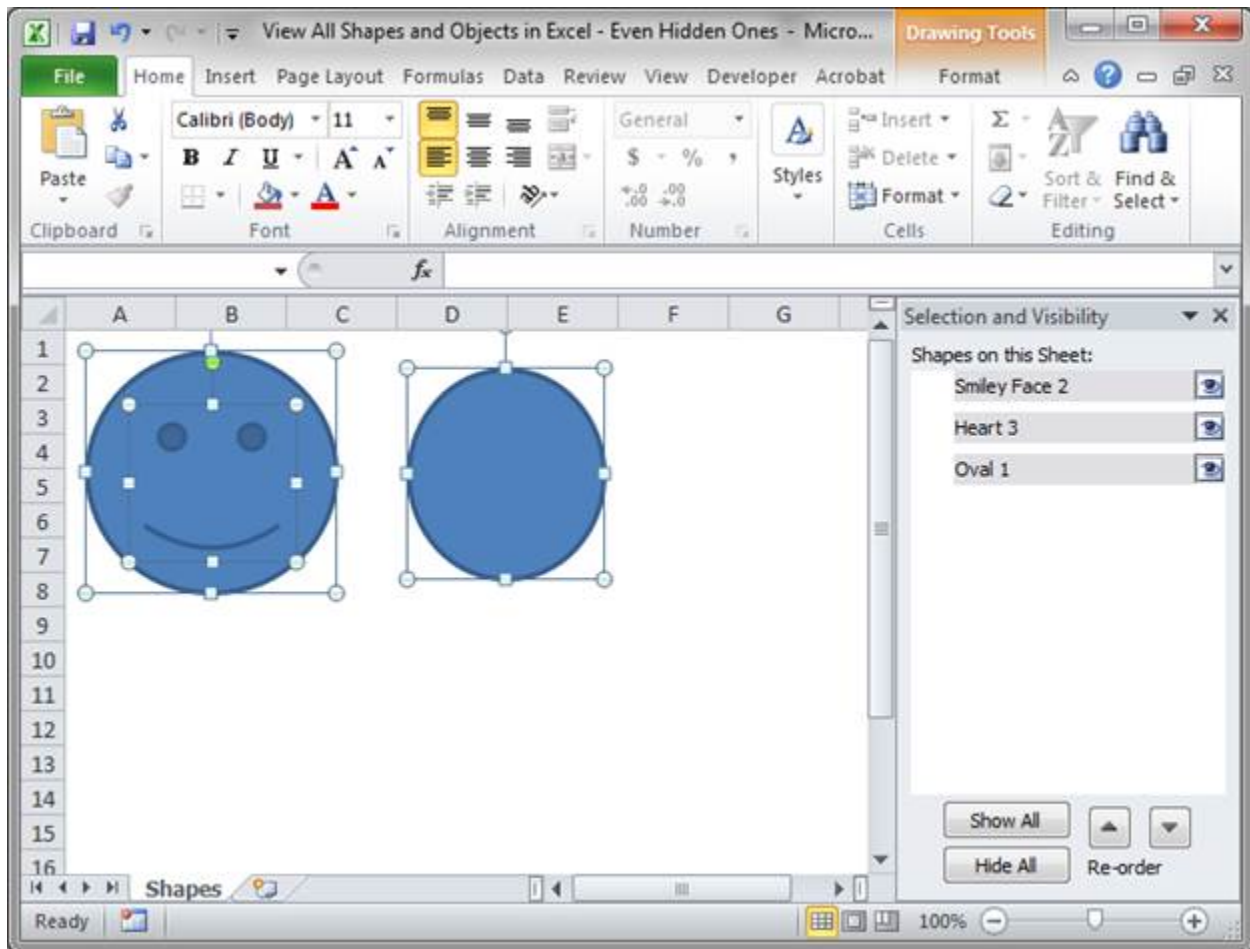 View All Shapes and Objects in Excel - Even Hidden Ones - Micro... Drawing Tools
File Home Insert Page Layout Formulas Data Review View Developer Acrobat Format
Calibri (Body) 11 General Insert Σ
B I U A A $ % , Delete
Paste Styles Format Sort & Filter Find & Select
Clipboard Font Alignment Number Cells Editing
fx
A B C D E F G
Selection and Visibility
Shapes on this Sheet:
Smiley Face 2
Heart 3
Oval 1
1
2
3
4
5
6
7
8
9
10
11
12
13
14
15
16
Show All
Hide All Re-order
Shapes
Ready 100%